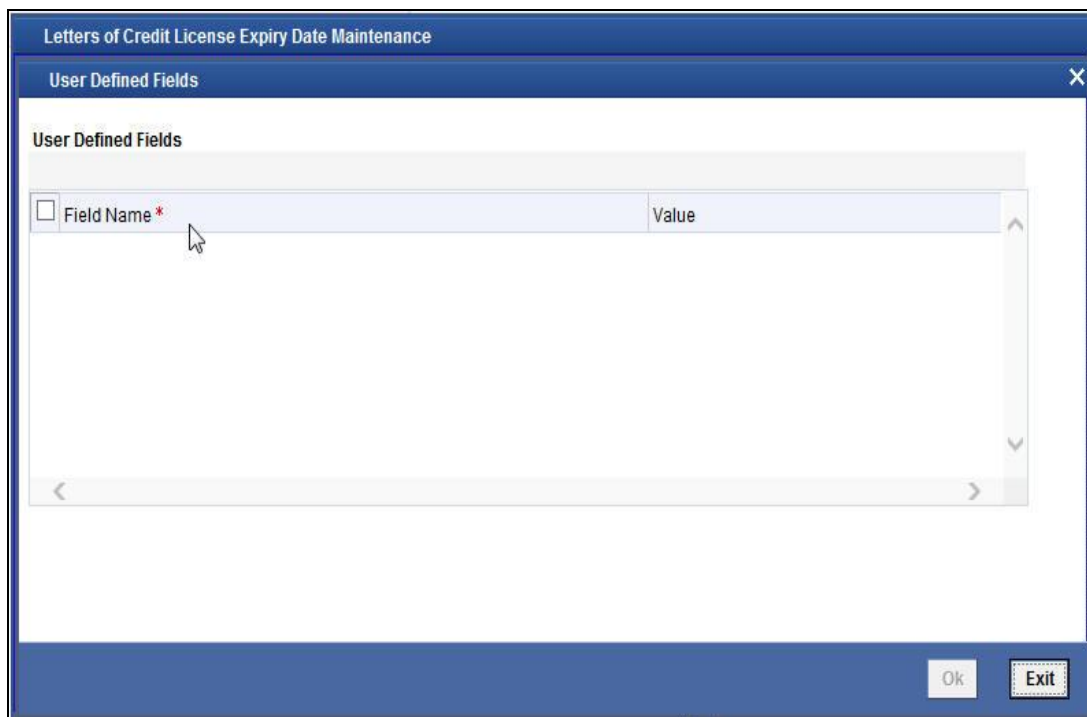 Letters of Credit License Expiry Date Maintenance
User Defined Fields
User Defined Fields
Field Name * Value
Ok Exit